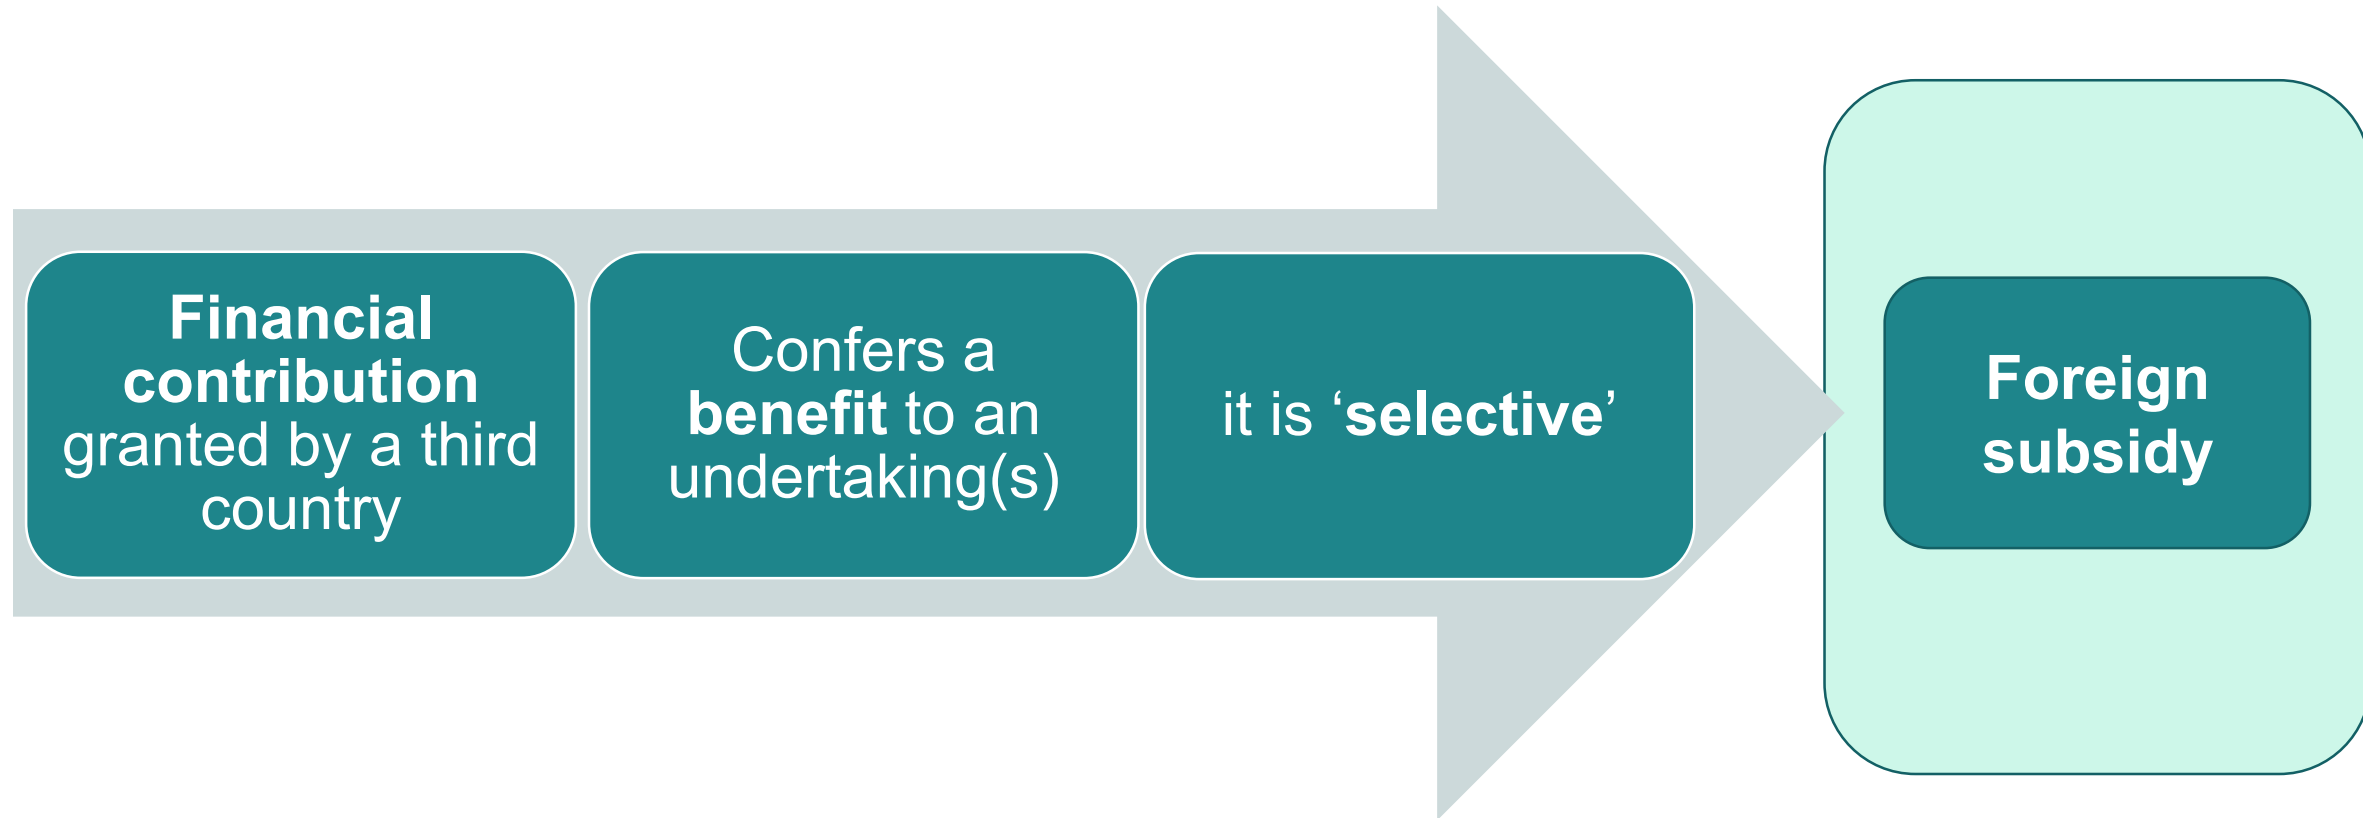 Financial
contribution
granted by a third
country
Confers a
benefit to an
undertaking(s)
it is ‘selective’
Foreign
subsidy